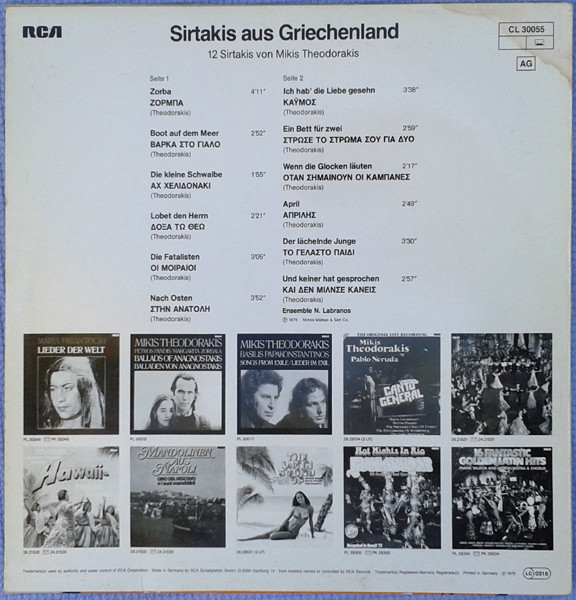 RCA
Sirtakis aus Griechenland
12 Sirtakis von Mikis Theodorakis
CL 30055
AG
Seite 1
Zorba 4'11"
ΖΟΡΜΠΑ
(Theodorakis)
Boot auf dem Meer 2'52"
ΒΑΡΚΑ ΣΤΟ ΓΙΑΛΟ
(Theodorakis)
Die kleine Schwalbe 1'55"
ΑΧ ΧΕΛΙΔΟΝΑΚΙ
(Theodorakis)
Lobet den Herrn 2'21"
ΔΟΞΑ ΤΩ ΘΕΩ
(Theodorakis)
Die Fatalisten 3'05"
ΟΙ ΜΟΙΡΑΙΟΙ
(Theodorakis)
Nach Osten 3'52"
ΣΤΗΝ ΑΝΑΤΟΛΗ
(Theodorakis)
Seite 2
Ich hab' die Liebe gesehn 3'38"
ΚΑΫΜΟΣ
(Theodorakis)
Ein Bett für zwei 2'59"
ΣΤΡΩΣΕ ΤΟ ΣΤΡΩΜΑ ΣΟΥ ΓΙΑ ΔΥΟ
(Theodorakis)
Wenn die Glocken läuten 2'17"
ΟΤΑΝ ΣΗΜΑΙΝΟΥΝ ΟΙ ΚΑΜΠΑΝΕΣ
(Theodorakis)
April 2'49"
ΑΠΡΙΛΗΣ
(Theodorakis)
Der lächelnde Junge 3'30"
ΤΟ ΓΕΛΑΣΤΟ ΠΑΙΔΙ
(Theodorakis)
Und keiner hat gesprochen 2'57"
ΚΑΙ ΔΕΝ ΜΙΛΗΣΕ ΚΑΝΕΙΣ
(Theodorakis)
Ensemble N. Labranos
MARIA FARANTOURI
LIEDER DER WELT
MIKIS THEODORAKIS
BALLADS OF ANAGNOSTAKIS
BALLADEN VON ANAGNOSTAKIS
MIKIS THEODORAKIS
BASILIS PAPAKONSTANTINOS
SONGS FROM EXILE / LIEDER IM EXIL
Mikis
Theodorakis
Pablo Neruda
CANTO
GENERAL
Hawaii-
MANDOLINEN
AUS
NAPOLI
Hot Nights In Rio
16 FANTASTIC
GOLDEN LATIN HITS
LC 0316